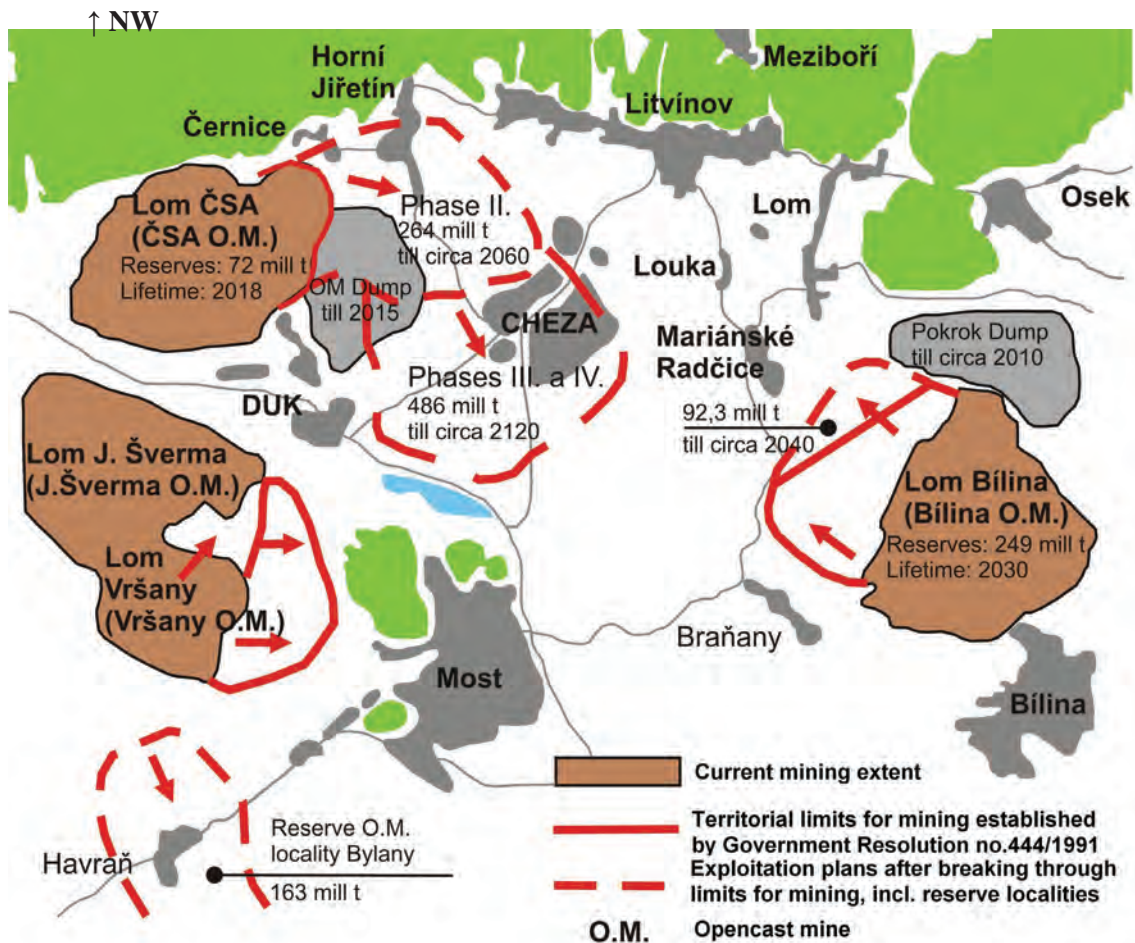 ↑ NW
Horní
Jiřetín
Meziboří
Litvínov
Černice
Lom ČSA
(ČSA O.M.)
Reserves: 72 mill t
Lifetime: 2018
Phase II.
264 mill t
till circa 2060
OM Dump
till 2015
Lom
Osek
Louka
CHEZA
Mariánské
Radčice
Pokrok Dump
till circa 2010
DUK
Phases III. a IV.
486 mill t
till circa 2120
92,3 mill t
till circa 2040
Lom J. Šverma
(J.Šverma O.M.)
Lom Bílina
(Bílina O.M.)
Reserves: 249 mill t
Lifetime: 2030
Lom
Vršany
(Vršany O.M.)
Braňany
Most
Bílina
Havraň
Reserve O.M.
locality Bylany
163 mill t
Current mining extent
Territorial limits for mining established
by Government Resolution no.444/1991
Exploitation plans after breaking through
limits for mining, incl. reserve localities
O.M. Opencast mine